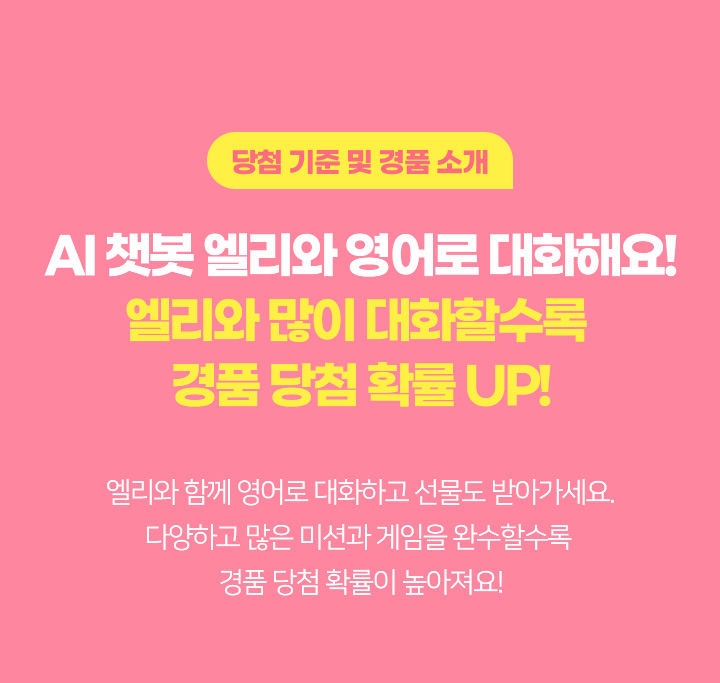 당첨 기준 및 경품 소개
AI 챗봇 엘리와 영어로 대화해요!
엘리와 많이 대화할수록
경품 당첨 확률 UP!
엘리와 함께 영어로 대화하고 선물도 받아가세요.
다양하고 많은 미션과 게임을 완수할수록
경품 당첨 확률이 높아져요!